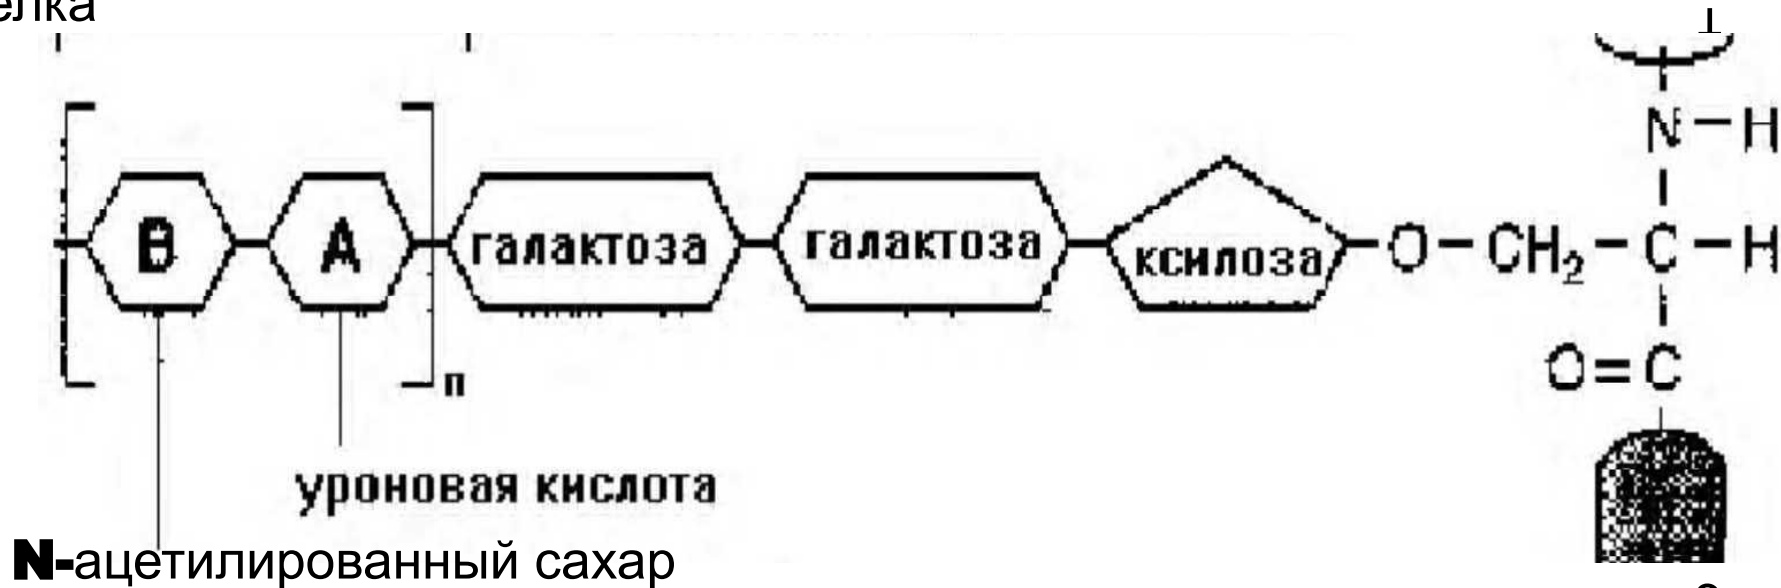 елка
N – H
В А галактоза галактоза ксилоза O – CH₂ – C – H
O = C
п
уроновая кислота
N-ацетилированный сахар